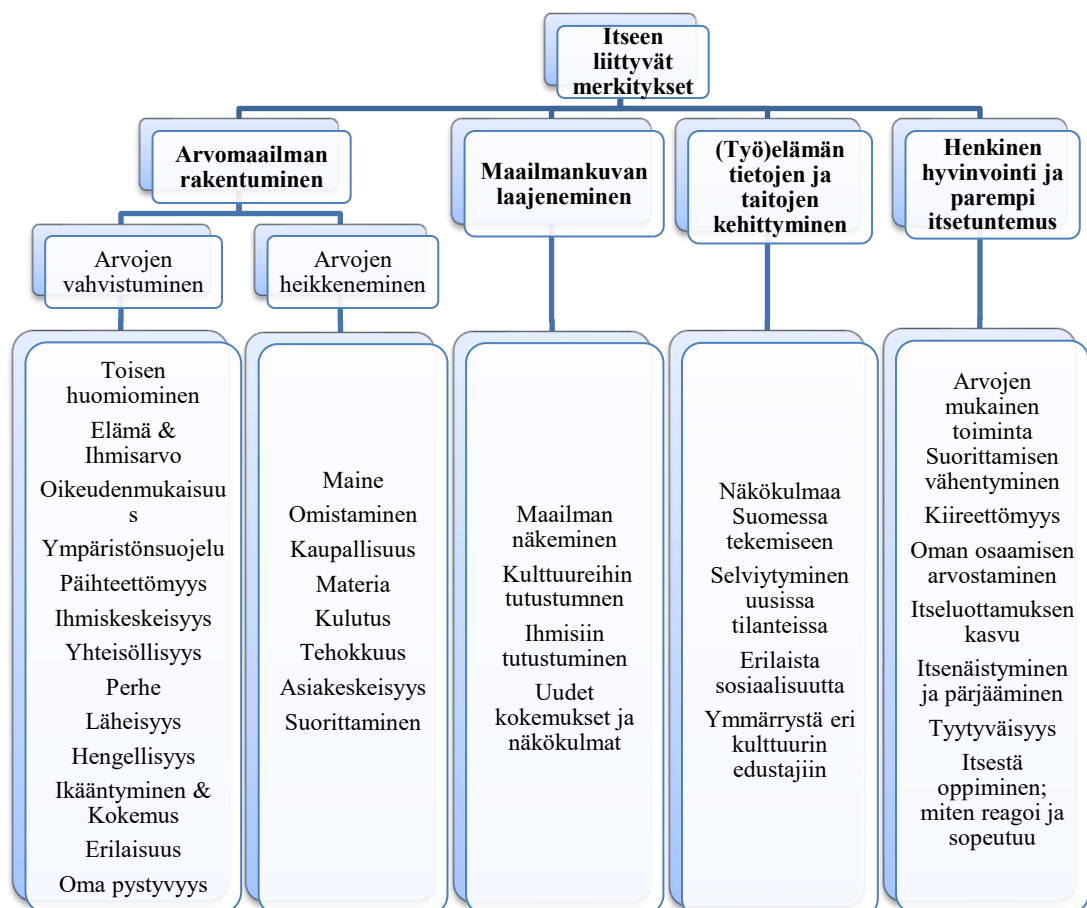 Itseen
liittyvät
merkitykset
Arvomaailman
rakentuminen
Maailmankuvan
laajeneminen
(Työ)elämän
tietojen ja
taitojen
kehittyminen
Henkinen
hyvinvointi ja
parempi
itsetuntemus
Arvojen
vahvistuminen
Arvojen
heikkeneminen
Toisen
huomiominen
Elämä &
Ihmisarvo
Oikeudenmukaisuu
s
Ympäristönsuojelu
Päihteettömyys
Ihmiskeskeisyys
Yhteisöllisyys
Perhe
Läheisyys
Hengellisyys
Ikääntyminen &
Kokemus
Erilaisuus
Oma pystyvyys
Maine
Omistaminen
Kaupallisuus
Materia
Kulutus
Tehokkuus
Asiakeskeisyys
Suorittaminen
Maailman
näkeminen
Kulttuureihin
tutustumnen
Ihmisiin
tutustuminen
Uudet
kokemukset ja
näkökulmat
Näkökulmaa
Suomessa
tekemiseen
Selviytyminen
uusissa
tilanteissa
Erilaista
sosiaalisuutta
Ymmärrystä eri
kulttuurin
edustajiin
Arvojen
mukainen
toiminta
Suorittamisen
vähentyminen
Kiireettömyys
Oman osaamisen
arvostaminen
Itseluottamuksen
kasvu
Itsenäistyminen
ja pärjääminen
Tyytyväisyys
Itsestä
oppiminen;
miten reagoi ja
sopeutuu